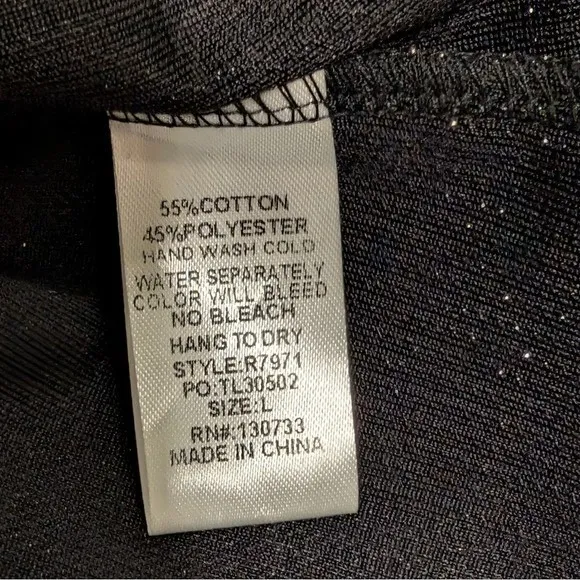 55%COTTON
45%POLYESTER
HAND WASH COLD
WATER SEPARATELY
COLOR WILL BLEED
NO BLEACH
HANG TO DRY
STYLE:R7971
PO:TL30502
SIZE:L
RN#:130733
MADE IN CHINA